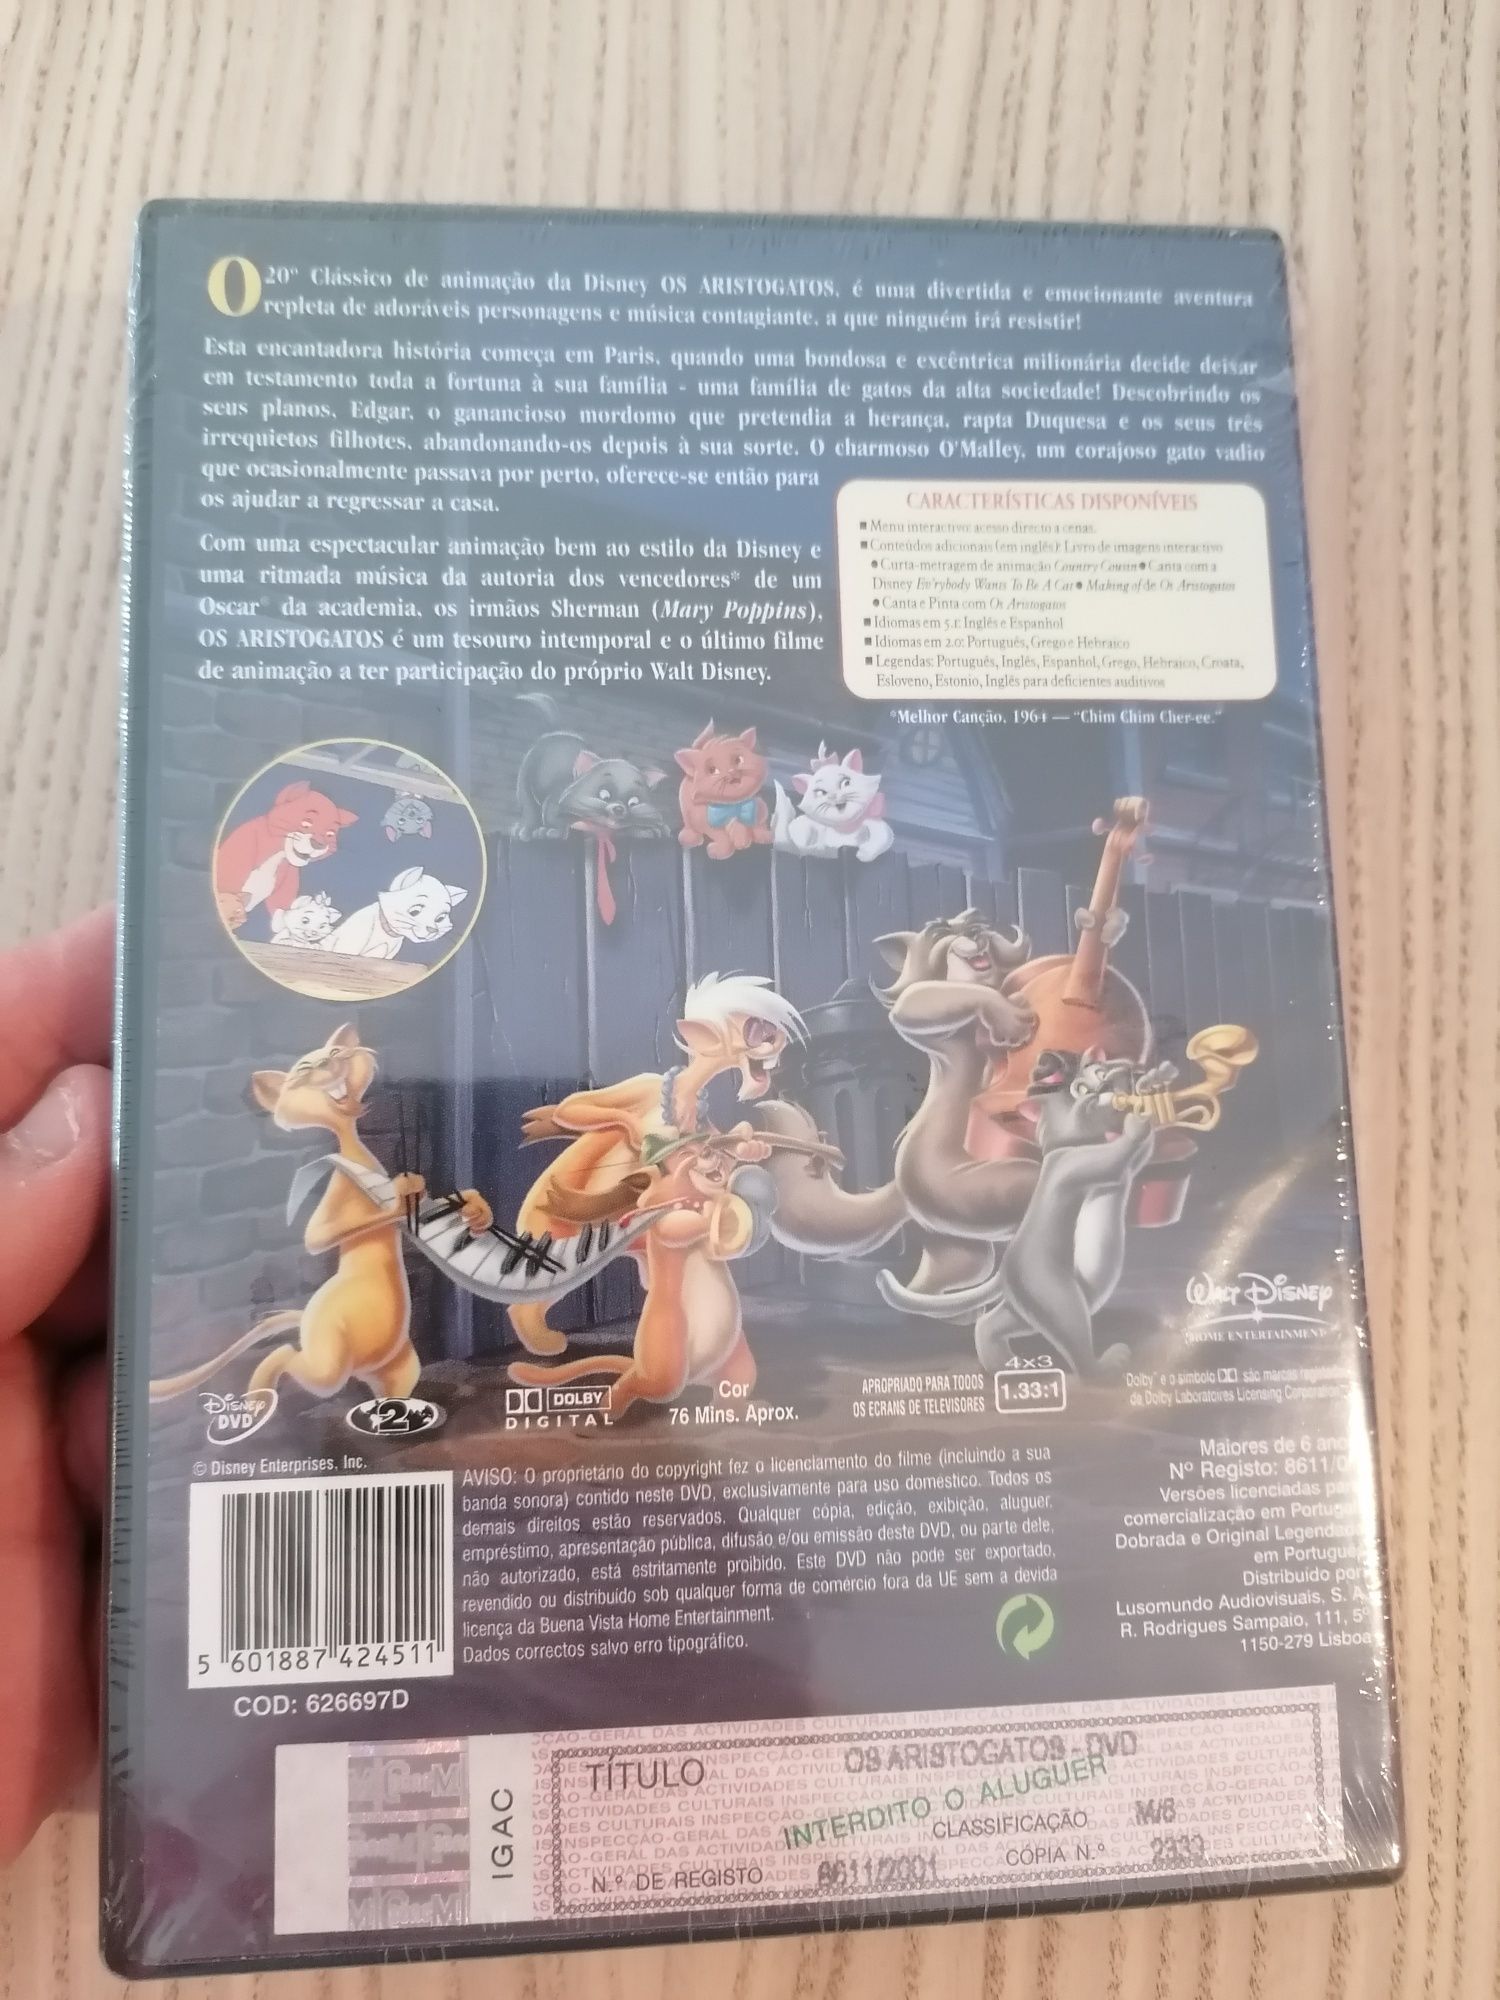 O 20º Clássico de animação da Disney OS ARISTOGATOS, é uma divertida e emocionante aventura
repleta de adoráveis personagens e música contagiante, a que ninguém irá resistir!
Esta encantadora história começa em Paris, quando uma bondosa e excêntrica milionária decide deixar
em testamento toda a fortuna à sua família - uma família de gatos da alta sociedade! Descobrindo os
seus planos, Edgar, o ganancioso mordomo que pretendia a herança, rapta Duquesa e os seus três
irrequietos filhotes, abandonando-os depois à sua sorte. O charmoso O'Malley, um corajoso gato vadio
que ocasionalmente passava por perto, oferece-se então para
os ajudar a regressar a casa.
Com uma espectacular animação bem ao estilo da Disney e
uma ritmada música da autoria dos vencedores* de um
Oscar® da academia, os irmãos Sherman (Mary Poppins),
OS ARISTOGATOS é um tesouro intemporal e o último filme
de animação a ter participação do próprio Walt Disney.
CARACTERÍSTICAS DISPONÍVEIS
■ Menu interactivo: acesso directo a cenas.
■ Conteúdos adicionais (em inglês): Livro de imagens interactivo
● Curta-metragem de animação Country Cousin ● Canta com a
Disney Ev'rybody Wants To Be A Cat ● Making of de Os Aristogatos
● Canta e Pinta com Os Aristogatos
■ Idiomas em 5.1: Inglês e Espanhol
■ Idiomas em 2.0: Português, Grego e Hebraico
■ Legendas: Português, Inglês, Espanhol, Grego, Hebraico, Croata,
Esloveno, Estonio, Inglês para deficientes auditivos
*Melhor Canção, 1964 — "Chim Chim Cher-ee."
WALT DISNEY
HOME ENTERTAINMENT
DISNEY
DVD
2
DOLBY
DIGITAL
Cor
76 Mins. Aprox.
APROPRIADO PARA TODOS
OS ECRANS DE TELEVISORES
4x3
1.33:1
Dolby e o símbolo DD são marcas
de Dolby Laboratoires Licensing Corporation
© Disney Enterprises, Inc.
5 601887 424511
COD: 626697D
AVISO: O proprietário do copyright fez o licenciamento do filme (incluindo a sua
banda sonora) contido neste DVD, exclusivamente para uso doméstico. Todos os
demais direitos estão reservados. Qualquer cópia, edição, exibição, aluguer,
empréstimo, apresentação pública, difusão e/ou emissão deste DVD, ou parte dele,
não autorizado, está estritamente proibido. Este DVD não pode ser exportado,
revendido ou distribuído sob qualquer forma de comércio fora da UE sem a devida
licença da Buena Vista Home Entertainment.
Dados correctos salvo erro tipográfico.
Maiores de 6 ano
Nº Registo: 8611/0
Versões licenciadas par
comercialização em Portugal
Dobrada e Original Legendada
em Portugue
Distribuido por
Lusomundo Audiovisuais, S. A
R. Rodrigues Sampaio, 111, 5º
1150-279 Lisboa
IGAC
TÍTULO OS ARISTOGATOS - DVD
INTERDITO O ALUGUER
CLASSIFICAÇÃO M/6
N.º DE REGISTO 8611/2001 CÓPIA N.º